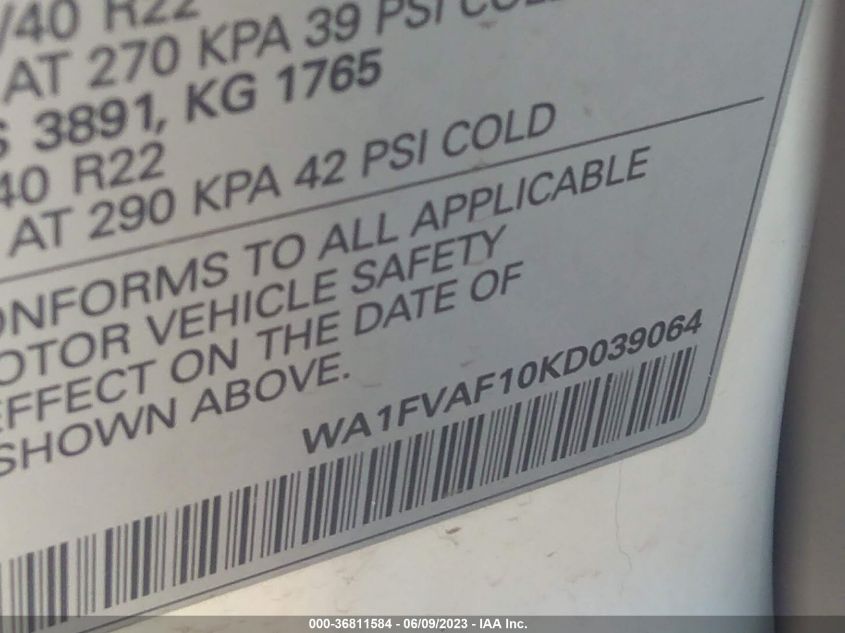 /40 R22
AT 270 KPA 39 PSI COLD
S 3891, KG 1765
40 R22
AT 290 KPA 42 PSI COLD
ONFORMS TO ALL APPLICABLE
OTOR VEHICLE SAFETY
EFFECT ON THE DATE OF
SHOWN ABOVE.
WA1FVAF10KD039064
000-36811584 - 06/09/2023 - IAA Inc.